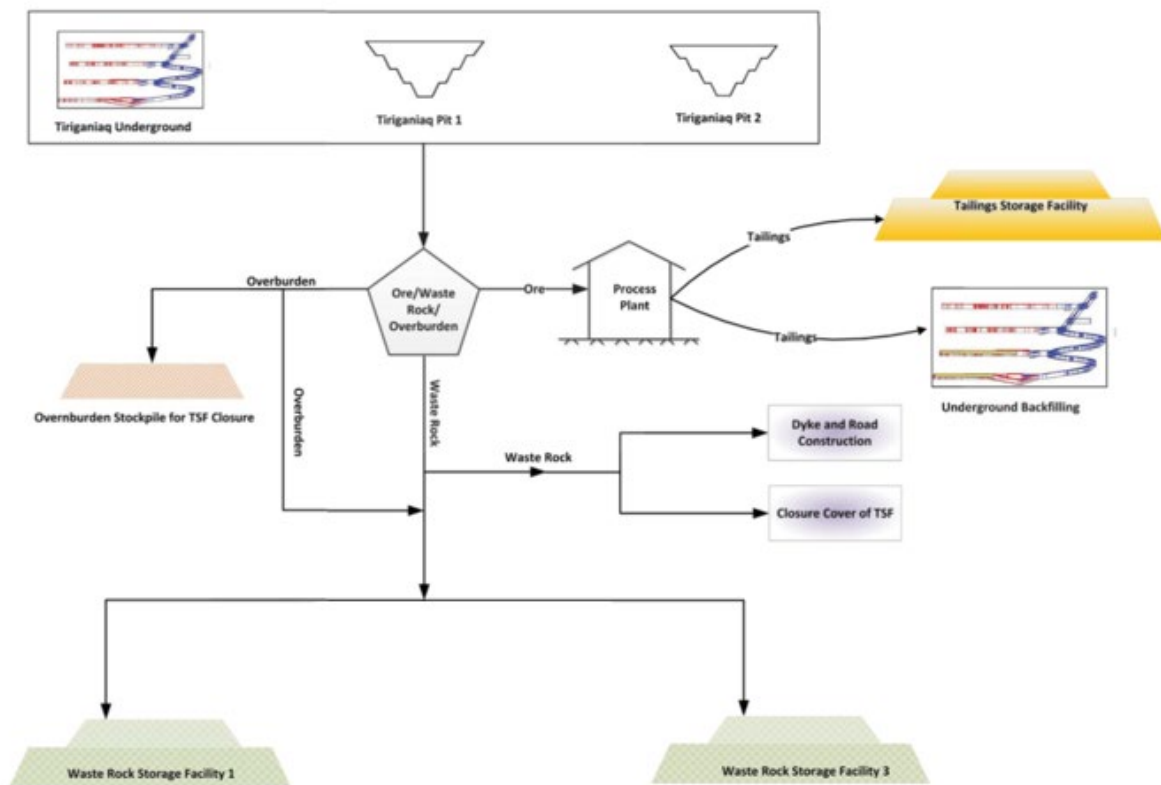 Tiriganiaq Underground
Tiriganiaq Pit 1
Tiriganiaq Pit 2
Tailings Storage Facility
Tailings
Overburden
Ore/Waste
Rock/
Overburden
Ore
Process
Plant
Tailings
Underground Backfilling
Overnburden Stockpile for TSF Closure
Overburden
Waste Rock
Waste Rock
Dyke and Road
Construction
Closure Cover of TSF
Waste Rock Storage Facility 1
Waste Rock Storage Facility 3